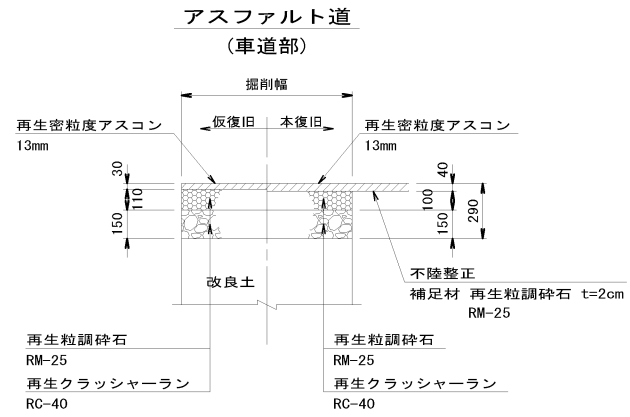 アスファルト道
(車道部)
掘削幅
仮復旧 本復旧
再生密粒度アスコン
13mm
再生密粒度アスコン
13mm
30
110
150
40
100
150
290
改良土
不陸整正
補足材 再生粒調砕石 t=2cm
RM-25
再生粒調砕石
RM-25
再生クラッシャーラン
RC-40
再生粒調砕石
RM-25
再生クラッシャーラン
RC-40